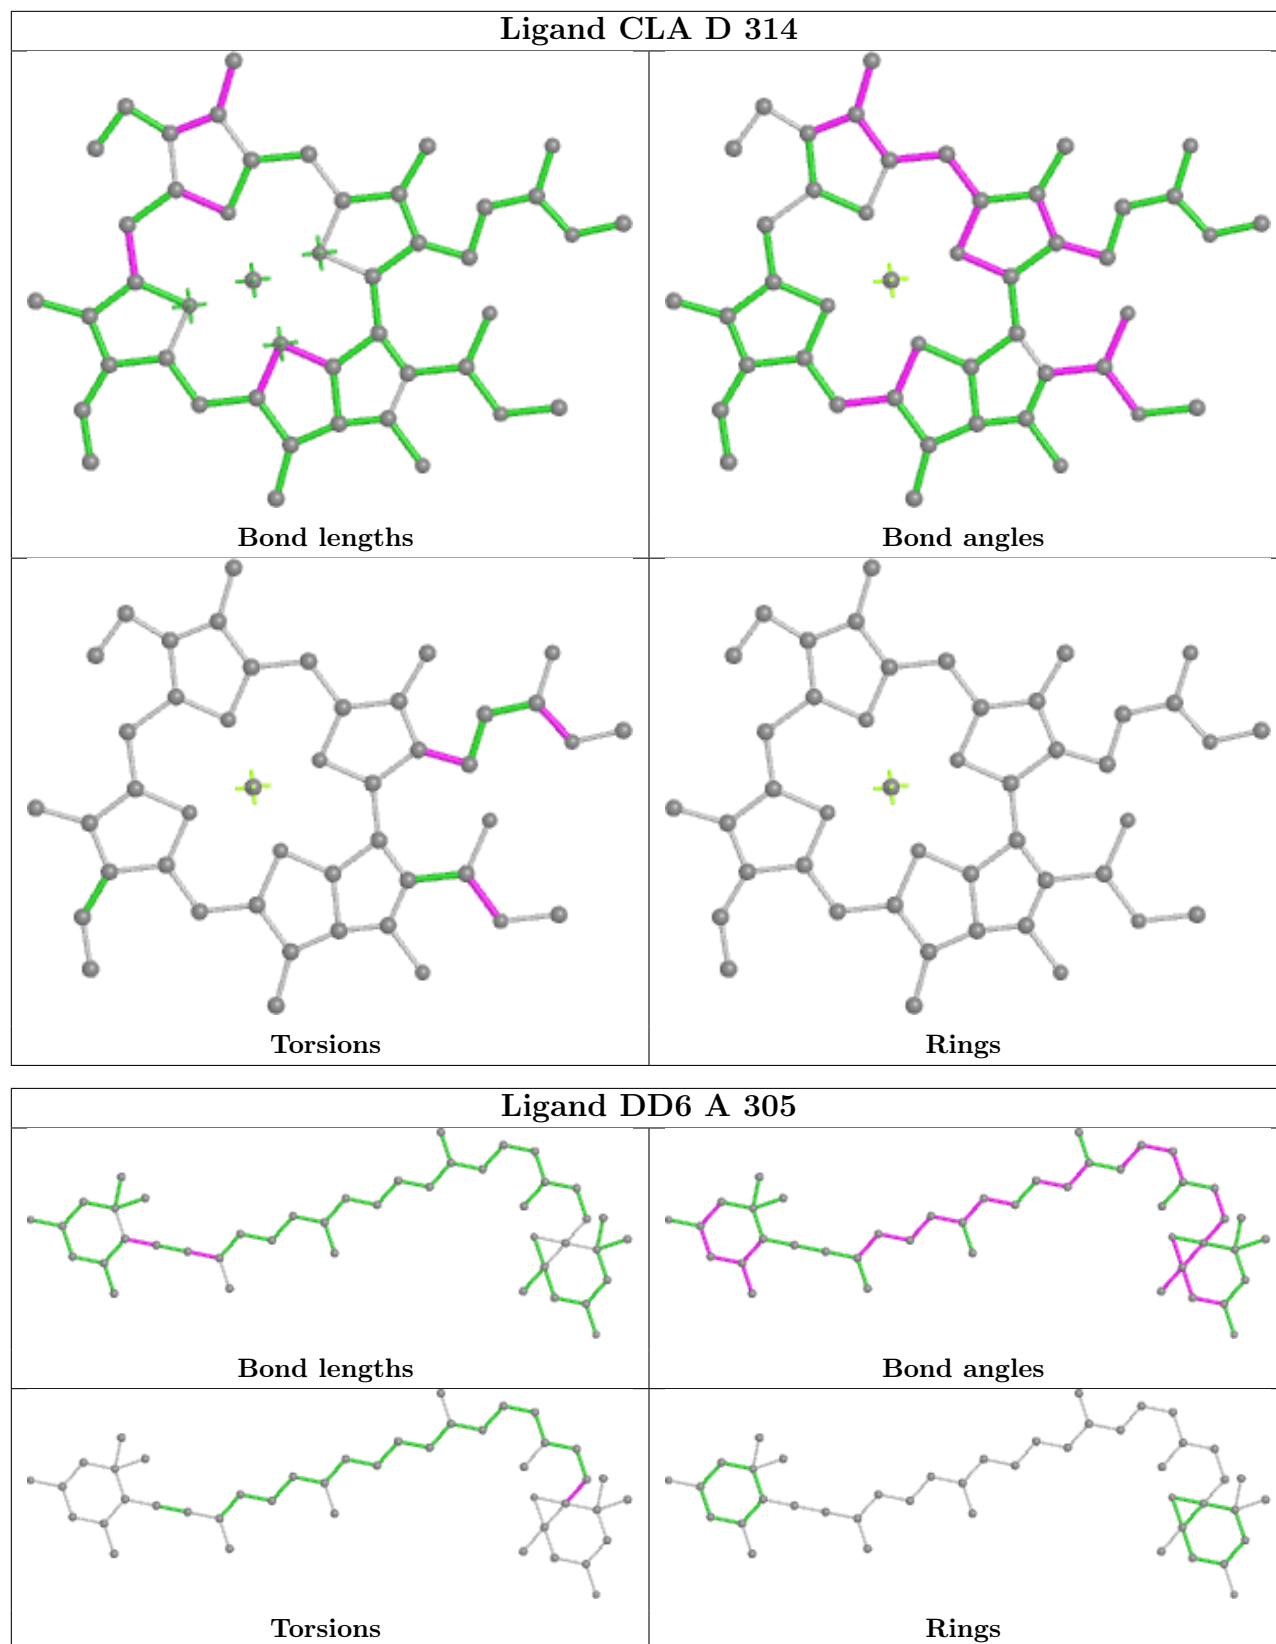 Ligand CLA D 314
Bond lengths
Bond angles
Torsions
Rings
Ligand DD6 A 305
Bond lengths
Bond angles
Torsions
Rings